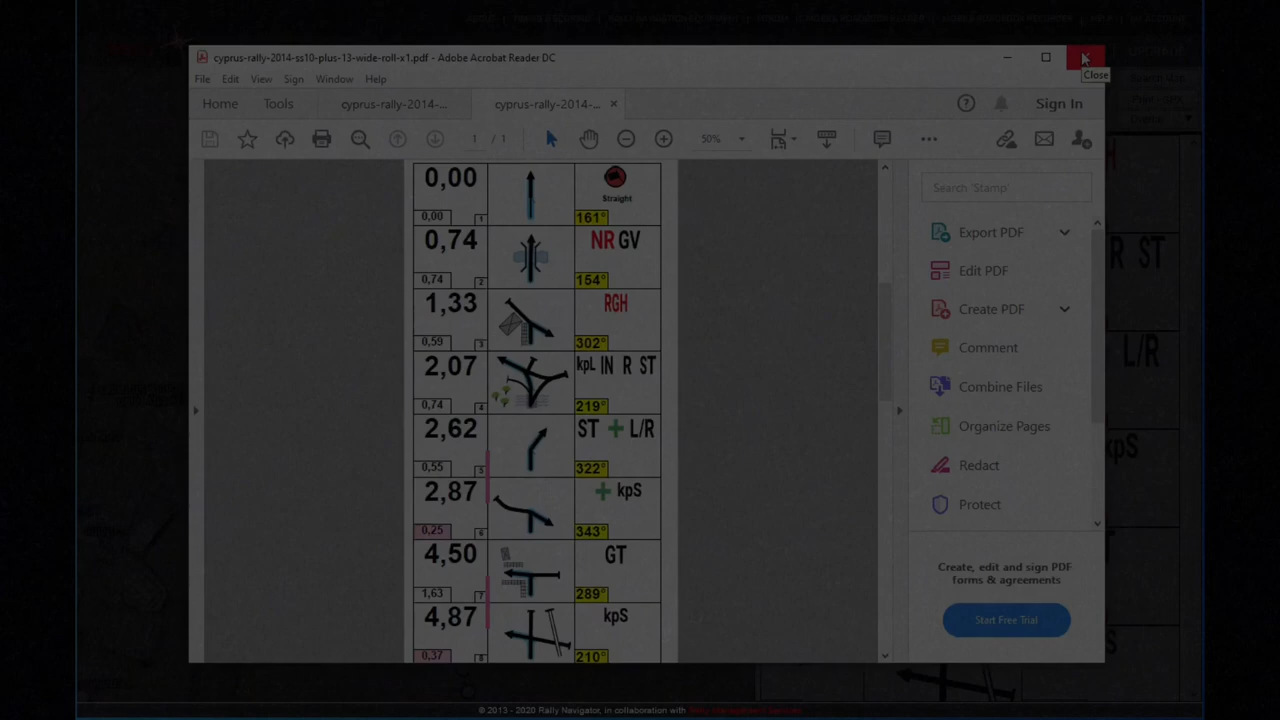 cyprus-rally-2014-ss10-plus-13-wide-roll-x1.pdf - Adobe Acrobat Reader DC
Close
File Edit View Sign Window Help
Home Tools cyprus-rally-2014-... cyprus-rally-2014-...
Sign In
1 / 1 50%
0,00 Straight
0,00 1 161°
0,74 NR GV
0,74 2 154°
1,33 RGH
0,59 3 302°
2,07 kpL IN R ST
0,74 4 219°
2,62 ST + L/R
0,55 5 322°
2,87 + kpS
0,25 6 343°
4,50 GT
1,63 7 289°
4,87 kpS
0,37 8 210°
Search 'Stamp'
Export PDF
Edit PDF
Create PDF
Comment
Combine Files
Organize Pages
Redact
Protect
Create, edit and sign PDF
forms & agreements
Start Free Trial
R ST
L/R
kpS
© 2013 - 2020 Rally Navigator, in collaboration with